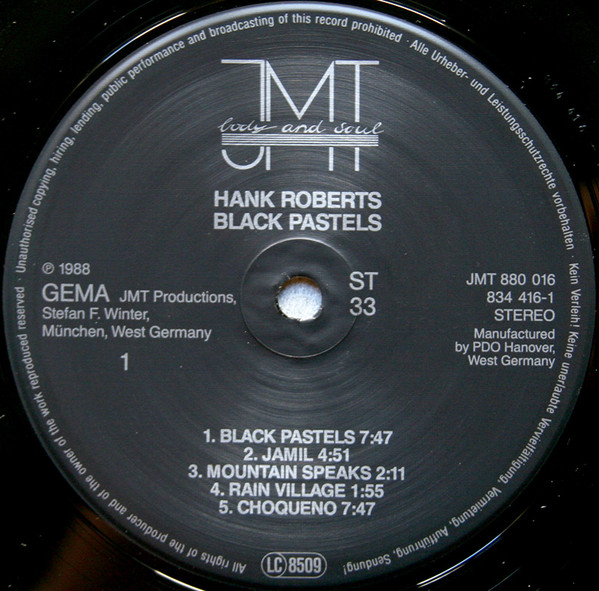 All rights of the producer and of the owner of the work reproduced reserved · Unauthorised copying, hiring, lending, public performance and broadcasting of this record prohibited · Alle Urheber- und Leistungsschutzrechte vorbehalten · Kein Verleih! Keine unerlaubte Vervielfältigung, Vermietung, Aufführung, Sendung!
JMT
body and soul
HANK ROBERTS
BLACK PASTELS
℗ 1988
GEMA JMT Productions,
Stefan F. Winter,
München, West Germany
1
ST
33
JMT 880 016
834 416-1
STEREO
Manufactured
by PDO Hanover,
West Germany
1. BLACK PASTELS 7:47
2. JAMIL 4:51
3. MOUNTAIN SPEAKS 2:11
4. RAIN VILLAGE 1:55
5. CHOQUENO 7:47
LC 8509